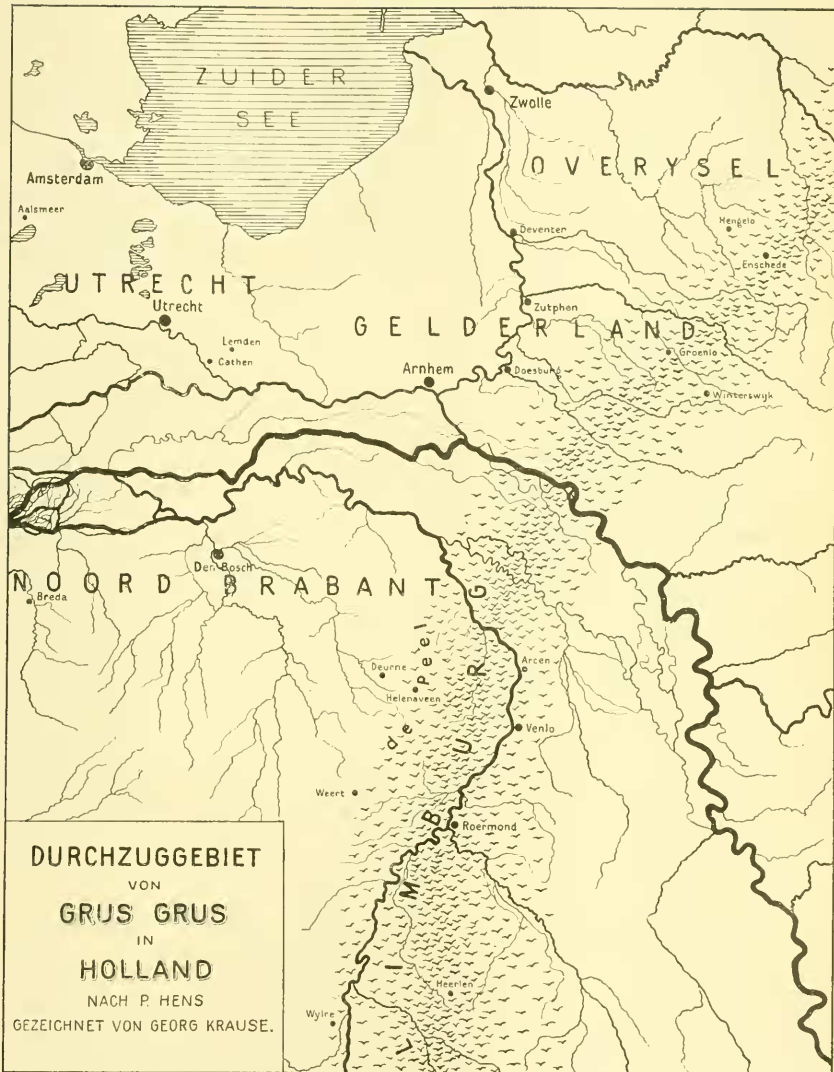 ZUIDER
SEE
Zwolle
OVERYSEL
Amsterdam
Aalsmeer
Hengelo
Deventer
Enschede
UTRECHT
Utrecht
Zutphen
GELDERLAND
Lemden
Cathen
Groenlo
Arnhem
Doesburg
Winterswijk
Den Bosch
NOORD BRABANT
Breda
LIMBURG
de Peel
Deurne
Arcen
Helenaveen
Venlo
Weert
Roermond
Heerlen
Wylre
DURCHZUGGEBIET
VON
GRUS GRUS
IN
HOLLAND
NACH P. HENS
GEZEICHNET VON GEORG KRAUSE.